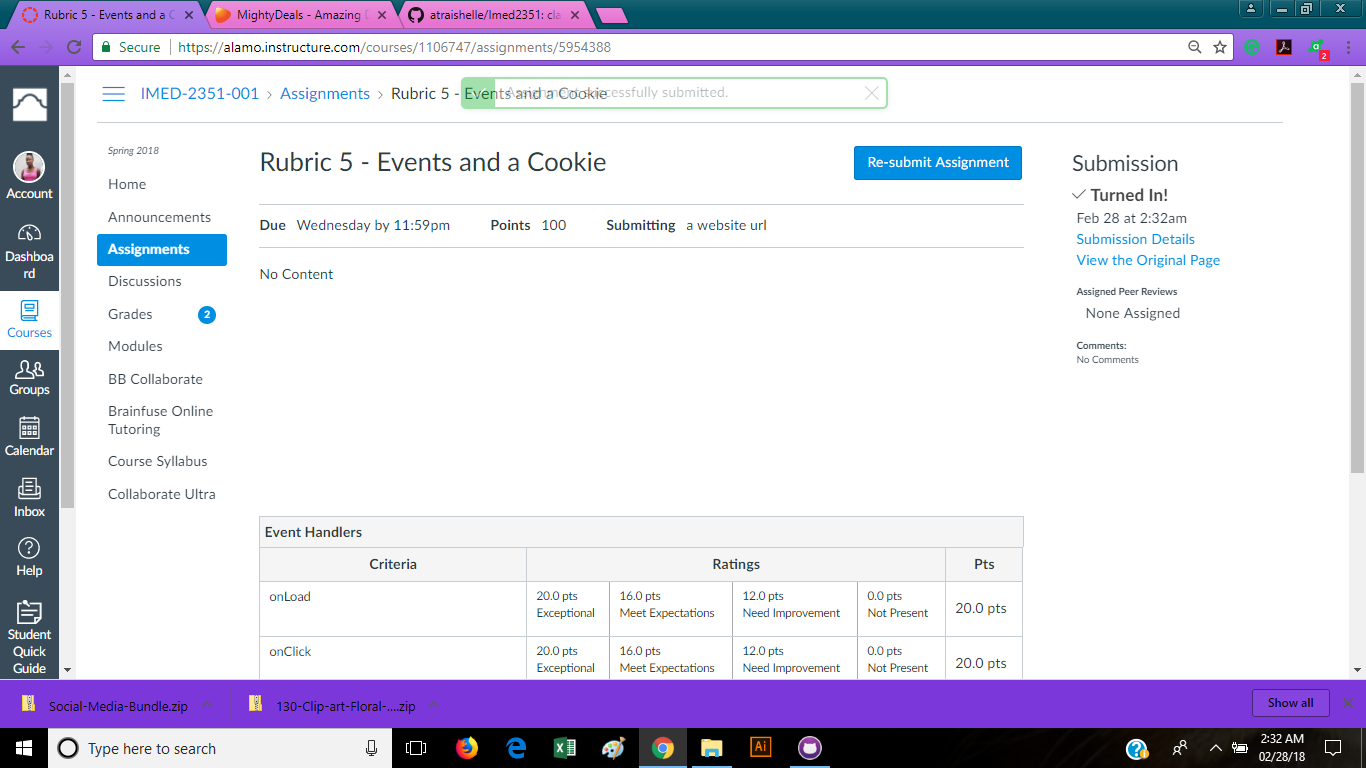 Rubric 5 - Events and a C
MightyDeals - Amazing D
atraishelle/Imed2351: cla
Secure
https://alamo.instructure.com/courses/1106747/assignments/5954388
2
IMED-2351-001 > Assignments > Rubric 5 - Events and a Cookie
Assignment successfully submitted.
Account
Dashboa
rd
Courses
Groups
Calendar
Inbox
Help
Student
Quick
Guide
Spring 2018
Home
Announcements
Assignments
Discussions
Grades 2
Modules
BB Collaborate
Brainfuse Online
Tutoring
Course Syllabus
Collaborate Ultra
Rubric 5 - Events and a Cookie
Re-submit Assignment
Due Wednesday by 11:59pm Points 100 Submitting a website url
No Content
Submission
Turned In!
Feb 28 at 2:32am
Submission Details
View the Original Page
Assigned Peer Reviews
None Assigned
Comments:
No Comments
Event Handlers
Criteria Ratings Pts
onLoad
20.0 pts
Exceptional
16.0 pts
Meet Expectations
12.0 pts
Need Improvement
0.0 pts
Not Present
20.0 pts
onClick
20.0 pts
Exceptional
16.0 pts
Meet Expectations
12.0 pts
Need Improvement
0.0 pts
Not Present
20.0 pts
Social-Media-Bundle.zip
130-Clip-art-Floral-....zip
Show all
Type here to search
Ai
2:32 AM
02/28/18